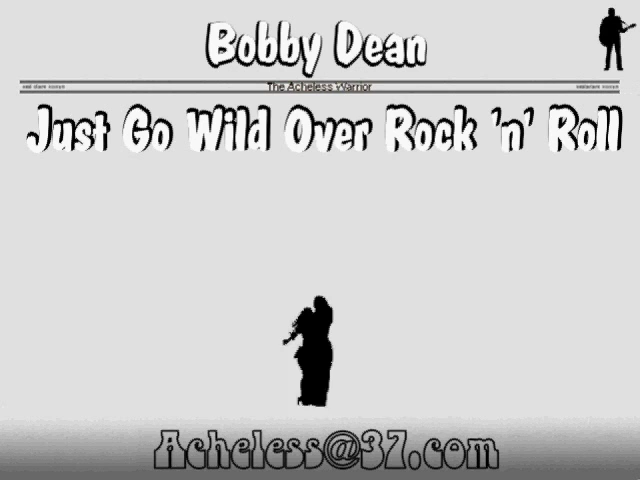 Bobby Dean
The Acheless Warrior
Just Go Wild Over Rock 'n' Roll
Acheless@37.com